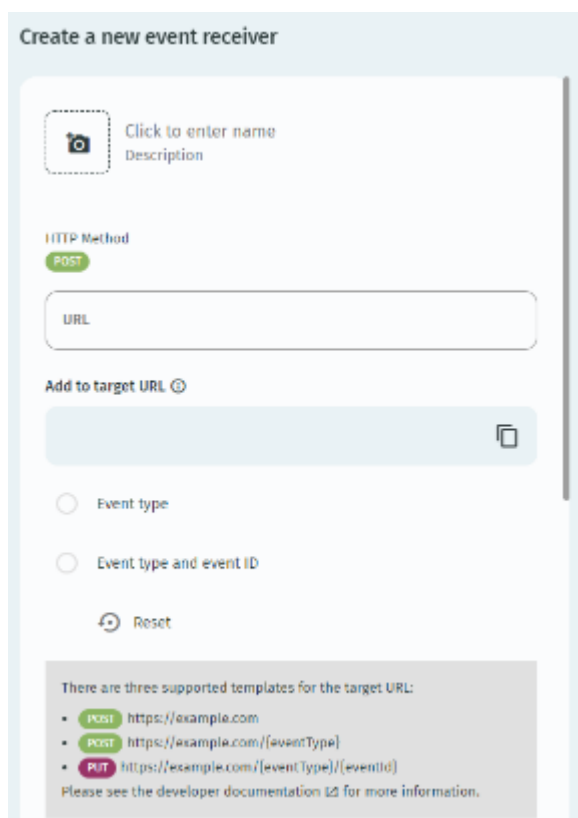 Create a new event receiver
Click to enter name
Description
HTTP Method
POST
URL
Add to target URL
Event type
Event type and event ID
Reset
There are three supported templates for the target URL:
• POST https://example.com
• POST https://example.com/{eventType}
• PUT https://example.com/{eventType}/{eventId}
Please see the developer documentation for more information.